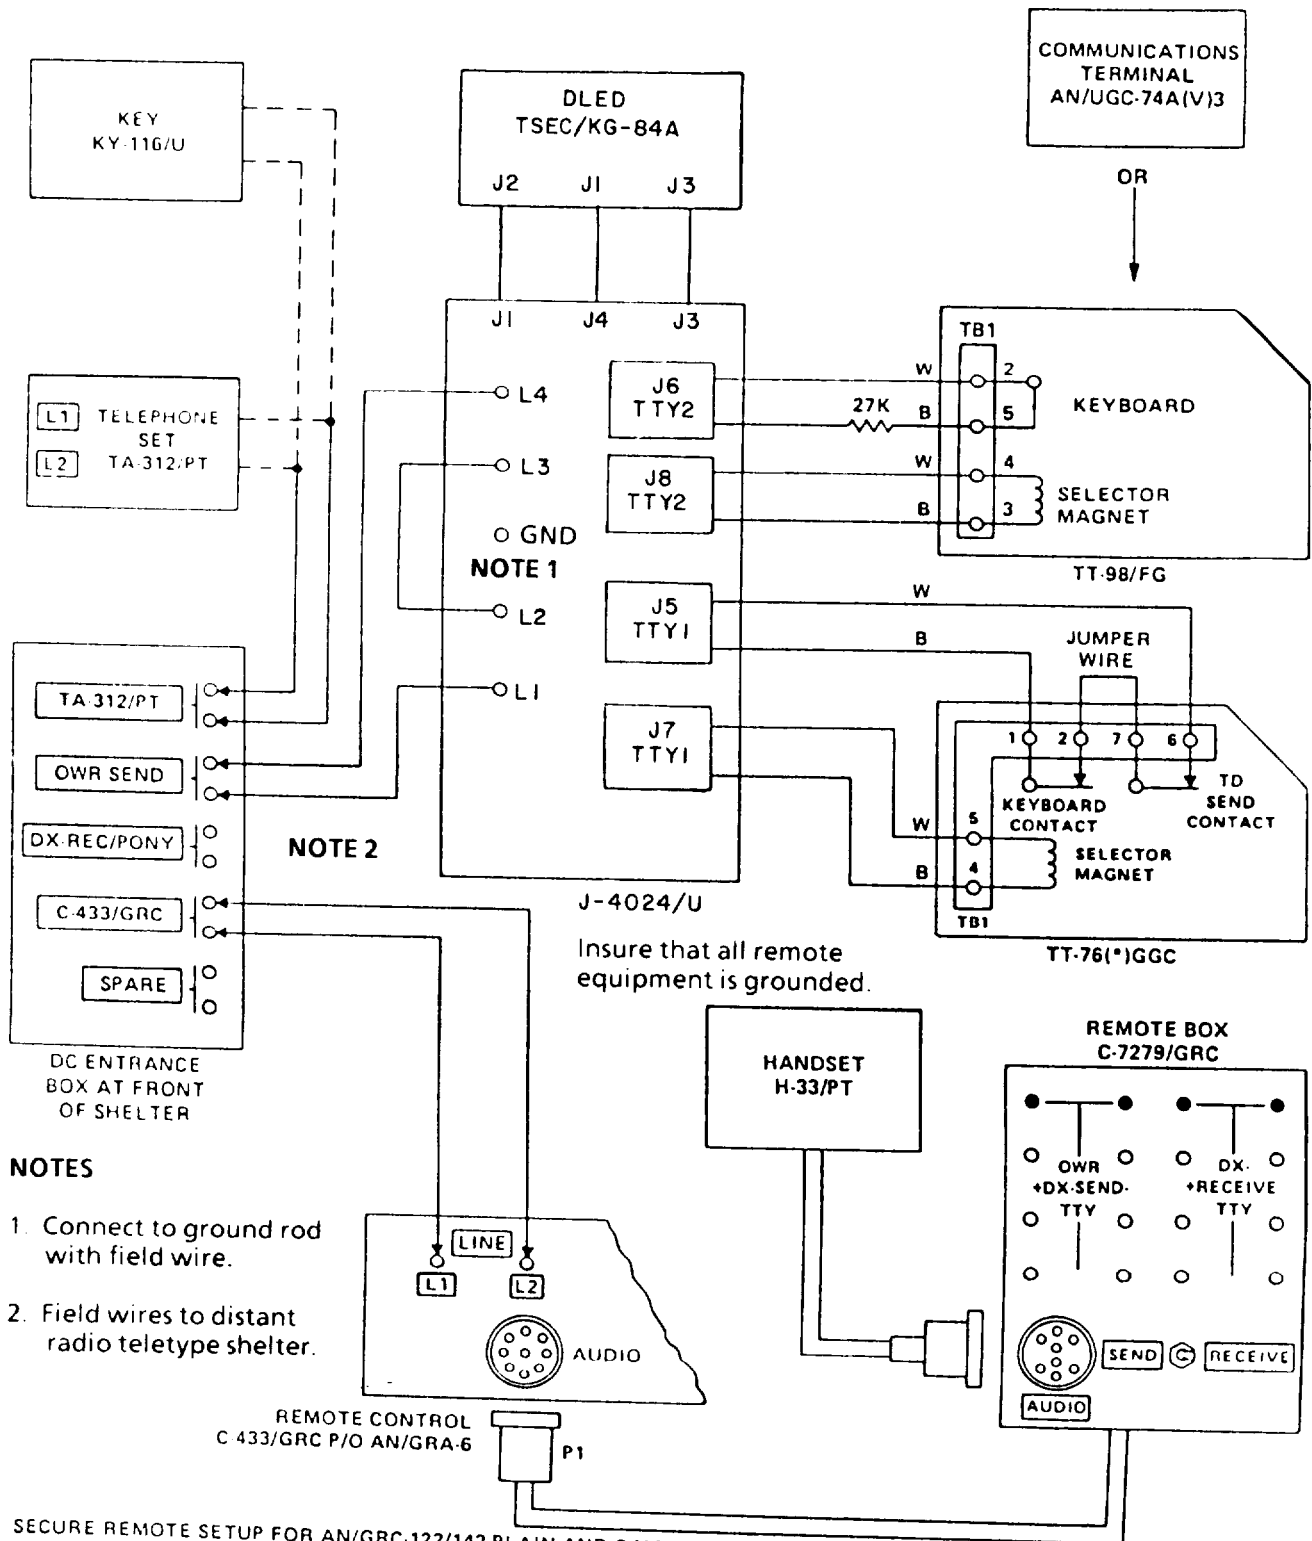 COMMUNICATIONS
TERMINAL
AN/UGC-74A(V)3
OR
KEY
KY-116/U
DLED
TSEC/KG-84A
J2 J1 J3
J1 J4 J3
L1 TELEPHONE
SET
L2 TA-312/PT
L4
L3
GND
NOTE 1
L2
L1
J6
TTY2
J8
TTY2
J5
TTY1
J7
TTY1
J-4024/U
W
27K B
W
B
TB1
2
5
4
3
KEYBOARD
SELECTOR
MAGNET
TT-98/FG
W
B
JUMPER
WIRE
1 2 7 6
KEYBOARD
CONTACT
TD
SEND
CONTACT
W 5
B 4
SELECTOR
MAGNET
TB1
TT-76(*)GGC
TA-312/PT
OWR SEND
DX-REC/PONY
NOTE 2
C-433/GRC
SPARE
DC ENTRANCE
BOX AT FRONT
OF SHELTER
Insure that all remote
equipment is grounded.
HANDSET
H-33/PT
REMOTE BOX
C-7279/GRC
OWR
+DX-SEND-
TTY
DX-
+RECEIVE
TTY
SEND C RECEIVE
AUDIO
NOTES
1. Connect to ground rod
with field wire.
2. Field wires to distant
radio teletype shelter.
LINE
L1 L2
AUDIO
REMOTE CONTROL
C-433/GRC P/O AN/GRA-6
P1
SECURE REMOTE SETUP FOR AN/GRC-122/142 PLAIN AND